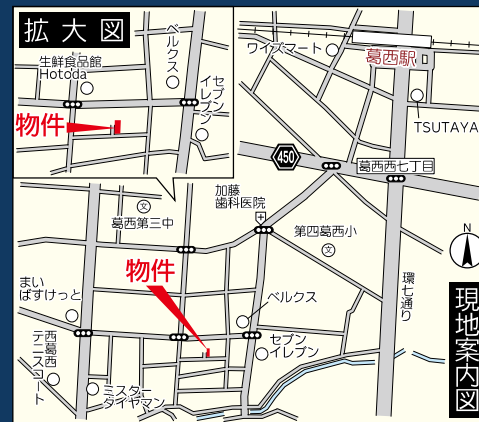 拡大図
生鮮食品館
Hotoda
ベルクス
セブン
イレブン
物件
ワイズマート
葛西駅
TSUTAYA
450
葛西西七丁目
加藤
歯科医院
文
葛西第三中
第四葛西小
文
N
環七通り
物件
まい
ばすけっと
ベルクス
セブン
イレブン
西葛西
テニスコート
ミスター
ダイヤマン
現地案内図